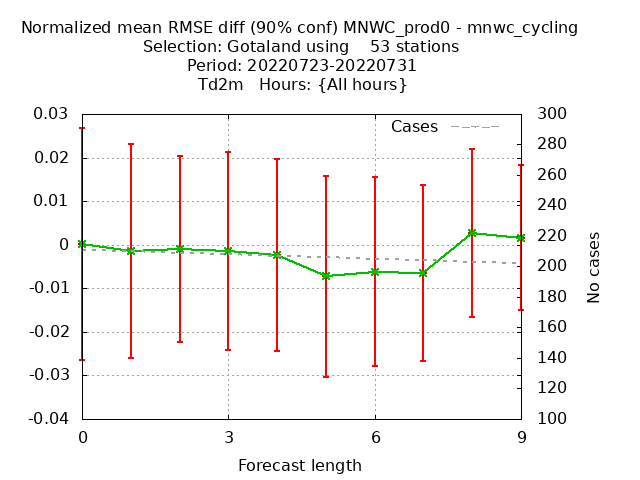 Normalized mean RMSE diff (90% conf) MNWC_prod0 - mnwc_cycling
Selection: Gotaland using    53 stations
Period: 20220723-20220731
Td2m   Hours: {All hours}
Cases
0.03
0.02
0.01
0
-0.01
-0.02
-0.03
-0.04
300
280
260
240
220
200
180
160
140
120
100
No cases
0 3 6 9
Forecast length